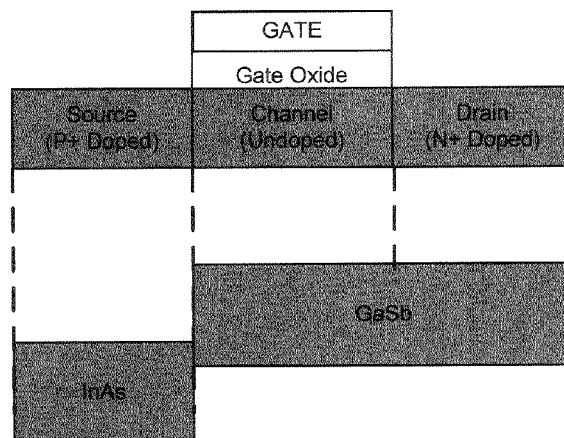 GATE
Gate Oxide
Source
(P+ Doped)
Channel
(Undoped)
Drain
(N+ Doped)
GaSb
InAs